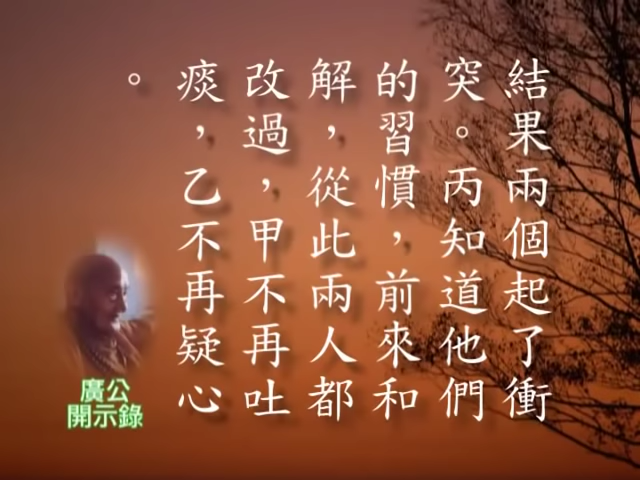 結果兩個起了衝
突。丙知道他們
的習慣，前來和
解，從此兩人都
改過，甲不再吐
痰，乙不再疑心
。
廣公
開示錄